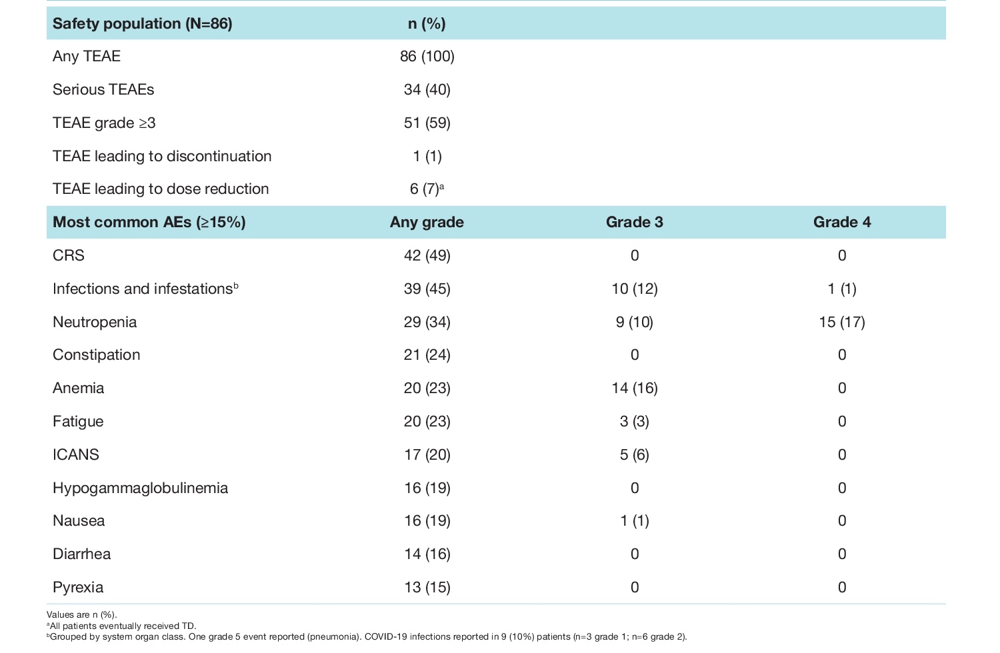 Safety population (N=86) n (%)
Any TEAE 86 (100)
Serious TEAEs 34 (40)
TEAE grade ≥3 51 (59)
TEAE leading to discontinuation 1 (1)
TEAE leading to dose reduction 6 (7)ᵃ
Most common AEs (≥15%) Any grade Grade 3 Grade 4
CRS 42 (49) 0 0
Infections and infestationsᵇ 39 (45) 10 (12) 1 (1)
Neutropenia 29 (34) 9 (10) 15 (17)
Constipation 21 (24) 0 0
Anemia 20 (23) 14 (16) 0
Fatigue 20 (23) 3 (3) 0
ICANS 17 (20) 5 (6) 0
Hypogammaglobulinemia 16 (19) 0 0
Nausea 16 (19) 1 (1) 0
Diarrhea 14 (16) 0 0
Pyrexia 13 (15) 0 0
Values are n (%).
ᵃAll patients eventually received TD.
ᵇGrouped by system organ class. One grade 5 event reported (pneumonia). COVID-19 infections reported in 9 (10%) patients (n=3 grade 1; n=6 grade 2).